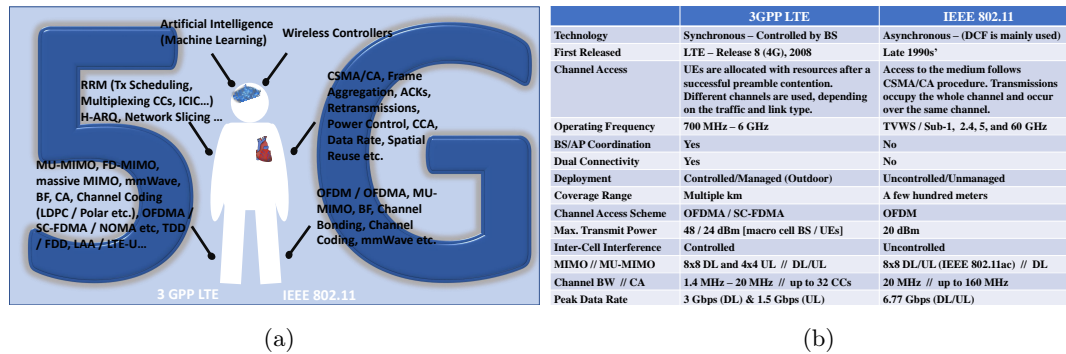 5G
Artificial Intelligence
(Machine Learning)
Wireless Controllers
RRM (Tx Scheduling,
Multiplexing CCs, ICIC...)
H-ARQ, Network Slicing ...
CSMA/CA, Frame
Aggregation, ACKs,
Retransmissions,
Power Control, CCA,
Data Rate, Spatial
Reuse etc.
MU-MIMO, FD-MIMO,
massive MIMO, mmWave,
BF, CA, Channel Coding
(LDPC / Polar etc.), OFDMA /
SC-FDMA / NOMA etc, TDD
/ FDD, LAA / LTE-U...
OFDM / OFDMA, MU-
MIMO, BF, Channel
Bonding, Channel
Coding, mmWave etc.
3 GPP LTE
IEEE 802.11
(a)
3GPP LTE IEEE 802.11
Technology Synchronous – Controlled by BS Asynchronous – (DCF is mainly used)
First Released LTE – Release 8 (4G), 2008 Late 1990s'
Channel Access UEs are allocated with resources after a Access to the medium follows
successful preamble contention. CSMA/CA procedure. Transmissions
Different channels are used, depending occupy the whole channel and occur
on the traffic and link type. over the same channel.
Operating Frequency 700 MHz – 6 GHz TVWS / Sub-1, 2.4, 5, and 60 GHz
BS/AP Coordination Yes No
Dual Connectivity Yes No
Deployment Controlled/Managed (Outdoor) Uncontrolled/Unmanaged
Coverage Range Multiple km A few hundred meters
Channel Access Scheme OFDMA / SC-FDMA OFDM
Max. Transmit Power 48 / 24 dBm [macro cell BS / UEs] 20 dBm
Inter-Cell Interference Controlled Uncontrolled
MIMO // MU-MIMO 8x8 DL and 4x4 UL // DL/UL 8x8 DL/UL (IEEE 802.11ac) // DL
Channel BW // CA 1.4 MHz – 20 MHz // up to 32 CCs 20 MHz // up to 160 MHz
Peak Data Rate 3 Gbps (DL) & 1.5 Gbps (UL) 6.77 Gbps (DL/UL)
(b)